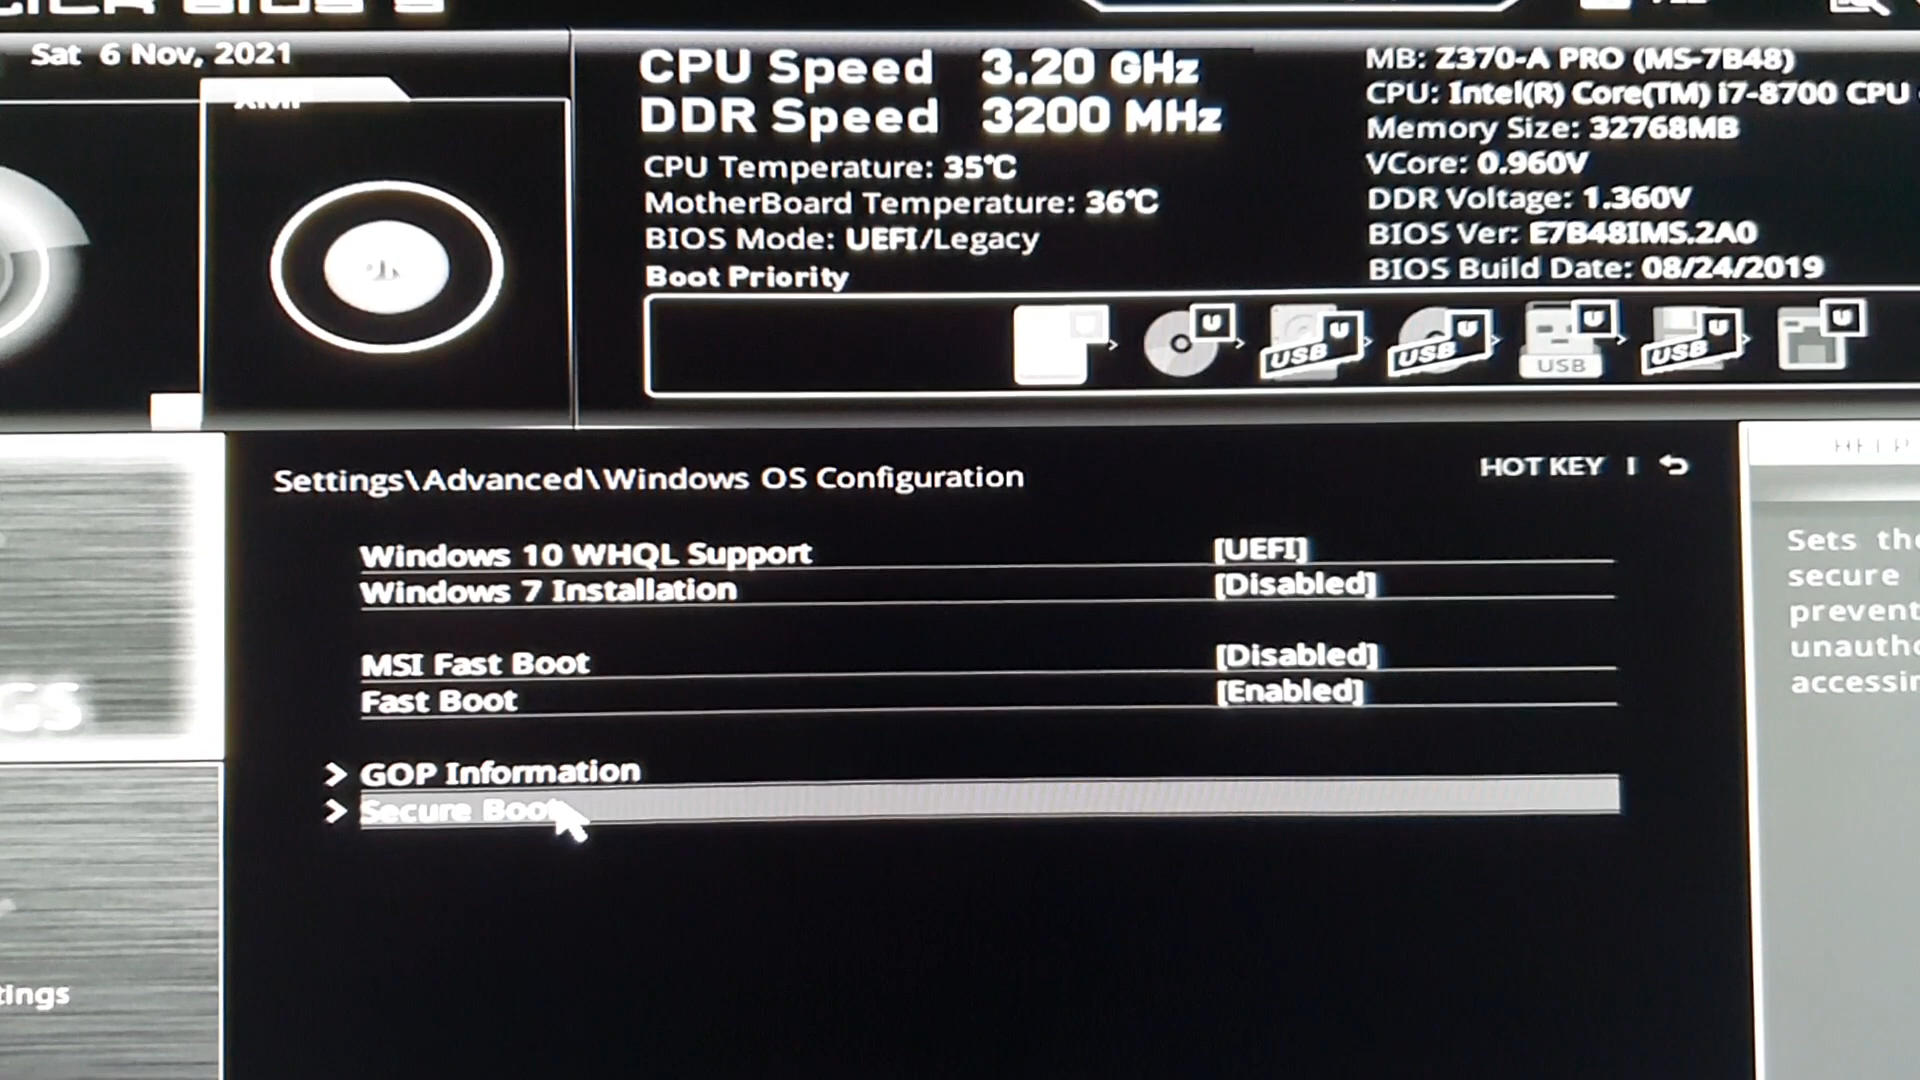 Sat 6 Nov, 2021
CPU Speed 3.20 GHz
DDR Speed 3200 MHz
CPU Temperature: 35°C
MotherBoard Temperature: 36°C
BIOS Mode: UEFI/Legacy
Boot Priority
MB: Z370-A PRO (MS-7B48)
CPU: Intel(R) Core(TM) i7-8700 CPU
Memory Size: 32768MB
VCore: 0.960V
DDR Voltage: 1.360V
BIOS Ver: E7B48IMS.2A0
BIOS Build Date: 08/24/2019
U U U U U U
USB USB USB USB
Settings\Advanced\Windows OS Configuration
HOT KEY |
HELP
Windows 10 WHQL Support [UEFI]
Windows 7 Installation [Disabled]
MSI Fast Boot [Disabled]
Fast Boot [Enabled]
> GOP Information
> Secure Boot
Sets the
secure
prevent
unautho
accessin
GS
tings